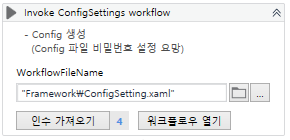 Invoke ConfigSettings workflow
- Config 생성
(Config 파일 비밀번호 설정 요망)
WorkflowFileName
"Framework₩ConfigSetting.xaml"
...
인수 가져오기 4 워크플로우 열기